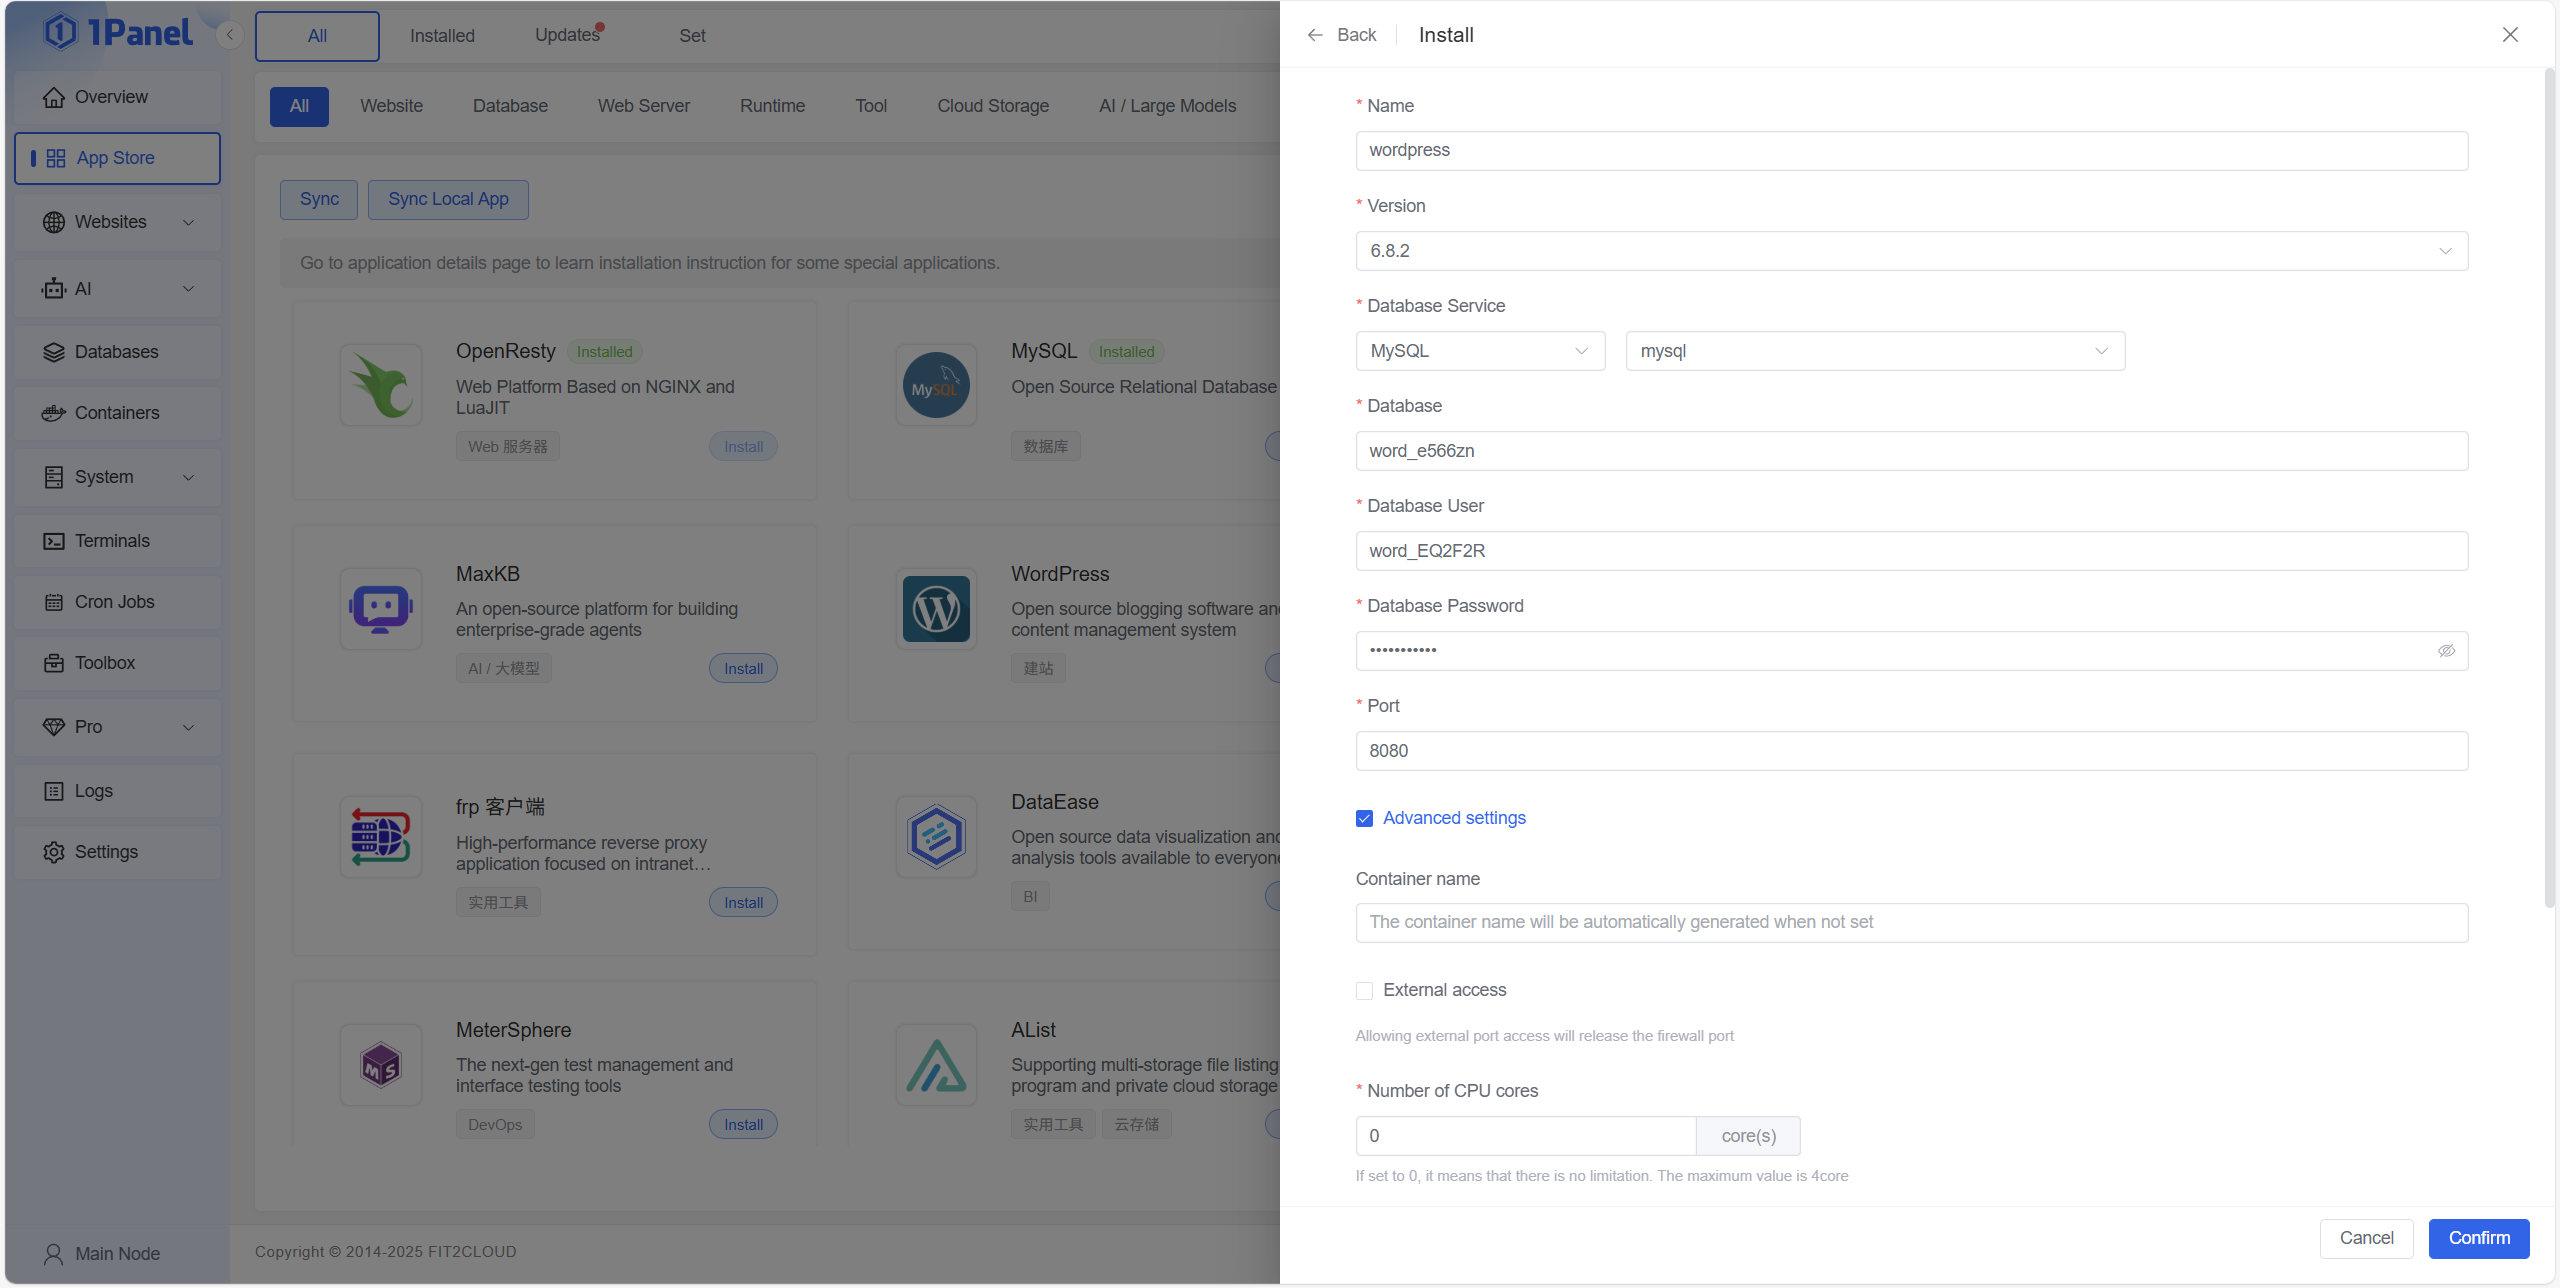 1Panel
Overview
App Store
Websites
AI
Databases
Containers
System
Terminals
Cron Jobs
Toolbox
Pro
Logs
Settings
Main Node
All Installed Updates Set
All Website Database Web Server Runtime Tool Cloud Storage AI / Large Models
Sync Sync Local App
Go to application details page to learn installation instruction for some special applications.
OpenResty Installed
Web Platform Based on NGINX and
LuaJIT
Web 服务器 Install
MySQL
MySQL Installed
Open Source Relational Database
数据库
MaxKB
An open-source platform for building
enterprise-grade agents
AI / 大模型 Install
WordPress
Open source blogging software an
content management system
建站
frp 客户端
High-performance reverse proxy
application focused on intranet…
实用工具 Install
DataEase
Open source data visualization and
analysis tools available to everyone
BI
MS
MeterSphere
The next-gen test management and
interface testing tools
DevOps Install
AList
Supporting multi-storage file listing
program and private cloud storage
实用工具 云存储
Copyright © 2014-2025 FIT2CLOUD
Back Install
* Name
wordpress
* Version
6.8.2
* Database Service
MySQL mysql
* Database
word_e566zn
* Database User
word_EQ2F2R
* Database Password
•••••••••••
* Port
8080
Advanced settings
Container name
The container name will be automatically generated when not set
External access
Allowing external port access will release the firewall port
* Number of CPU cores
0 core(s)
If set to 0, it means that there is no limitation. The maximum value is 4core
Cancel Confirm